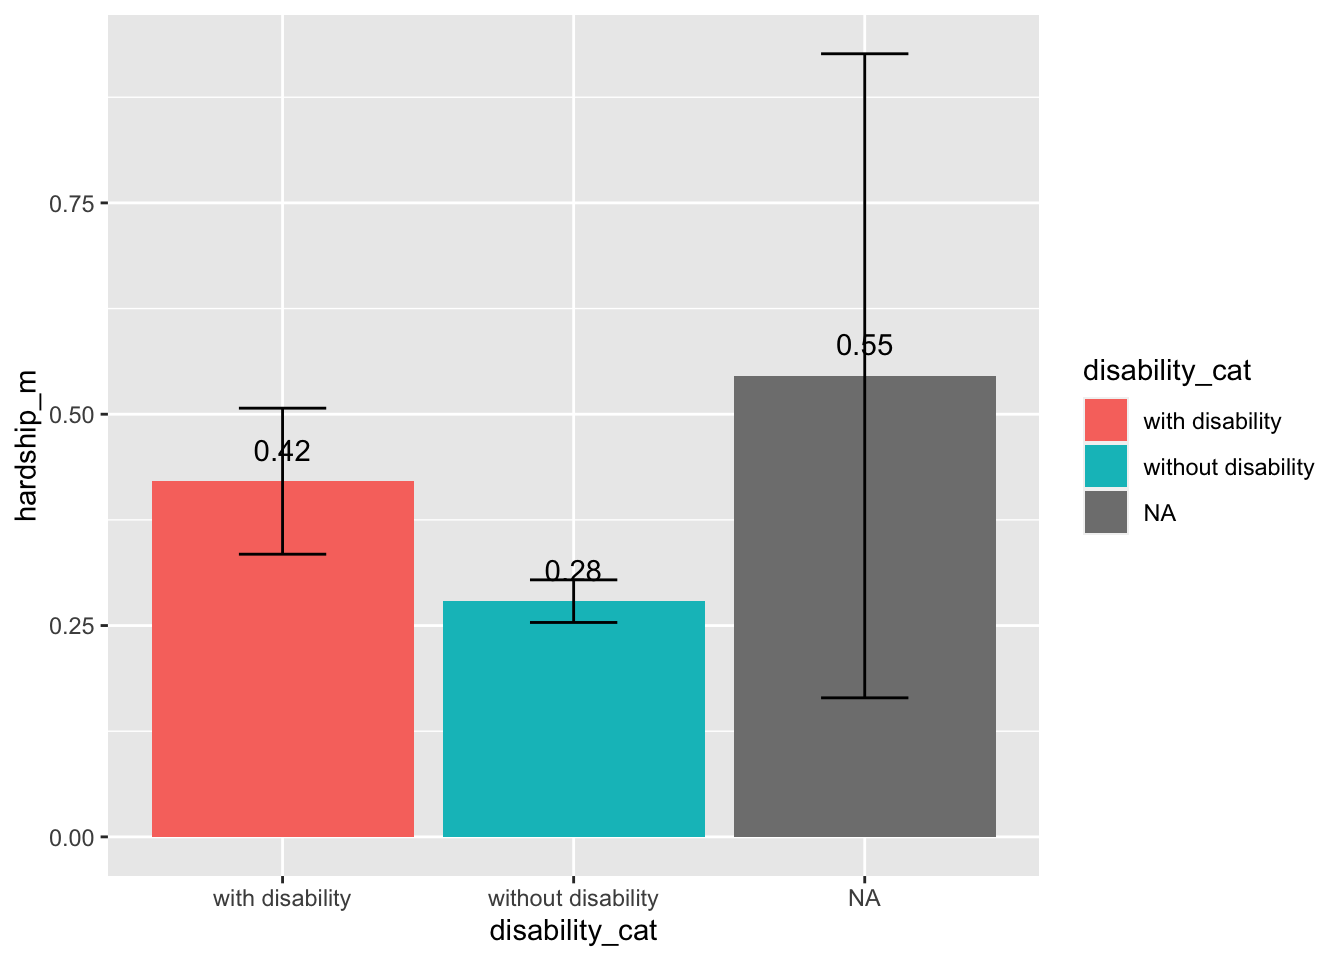 0.75
0.50
0.25
0.00
hardship_m
0.42
0.28
0.55
with disability
without disability
NA
disability_cat
disability_cat
with disability
without disability
NA